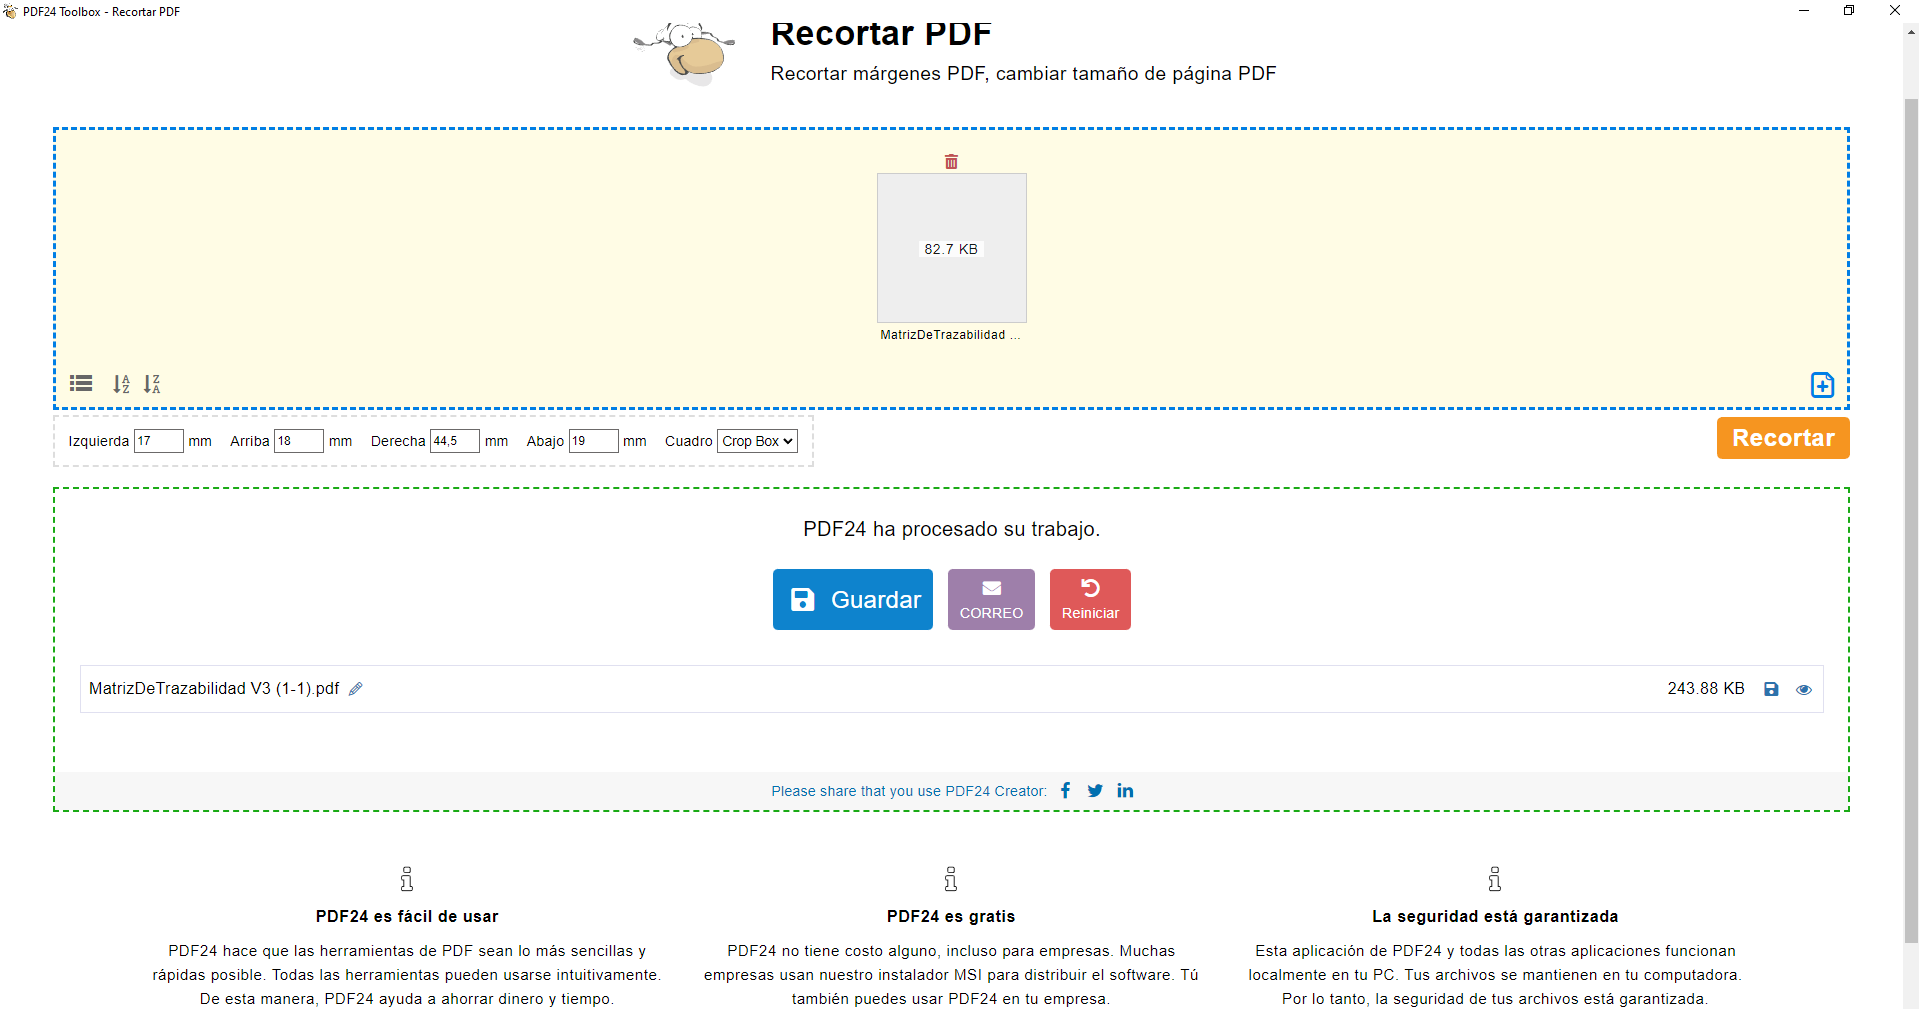 PDF24 Toolbox - Recortar PDF
Recortar PDF
Recortar márgenes PDF, cambiar tamaño de página PDF
82.7 KB
MatrizDeTrazabilidad ...
Izquierda 17 mm Arriba 18 mm Derecha 44,5 mm Abajo 19 mm Cuadro Crop Box
Recortar
PDF24 ha procesado su trabajo.
Guardar
CORREO
Reiniciar
MatrizDeTrazabilidad V3 (1-1).pdf 243.88 KB
Please share that you use PDF24 Creator:
PDF24 es fácil de usar
PDF24 hace que las herramientas de PDF sean lo más sencillas y
rápidas posible. Todas las herramientas pueden usarse intuitivamente.
De esta manera, PDF24 ayuda a ahorrar dinero y tiempo.
PDF24 es gratis
PDF24 no tiene costo alguno, incluso para empresas. Muchas
empresas usan nuestro instalador MSI para distribuir el software. Tú
también puedes usar PDF24 en tu empresa.
La seguridad está garantizada
Esta aplicación de PDF24 y todas las otras aplicaciones funcionan
localmente en tu PC. Tus archivos se mantienen en tu computadora.
Por lo tanto, la seguridad de tus archivos está garantizada.